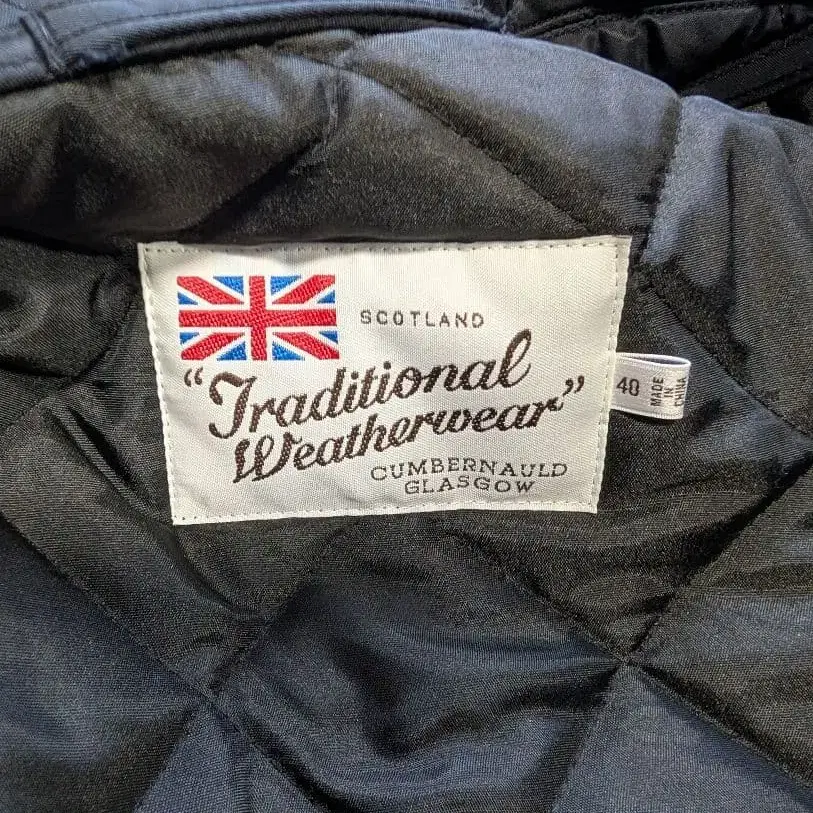 SCOTLAND
“Traditional
Weatherwear”
CUMBERNAULD
GLASGOW
40
MADE
IN
CHINA